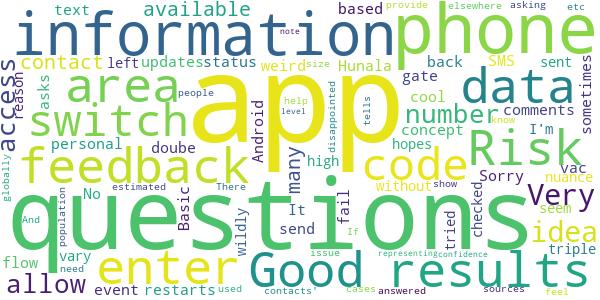 text available based provide elsewhere asking etc
information phone
contact left updates status weird Hunala back SMS sent
access reason asks area people app note size data gate sometimes
switch Android help level disappointed tells cool number comments
personal doube many high concept I'm
feedback code hopes Risk
globally No estimated There It without checked Sorry vac nuance know
questions Very
population Basic wildly send fail If show tried seem idea
And enter Good results triple
flow vary need issue representing confidence
allow event restarts used contacts' cases answered sources feel